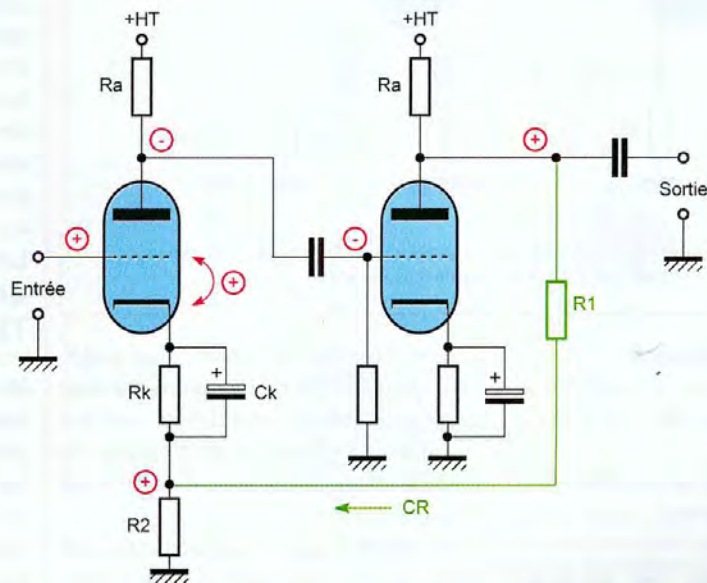 +HT
+HT
Ra
Ra
-
+
+
-
Sortie
+
Entrée
R1
+
+
Rk
Ck
+
CR
R2